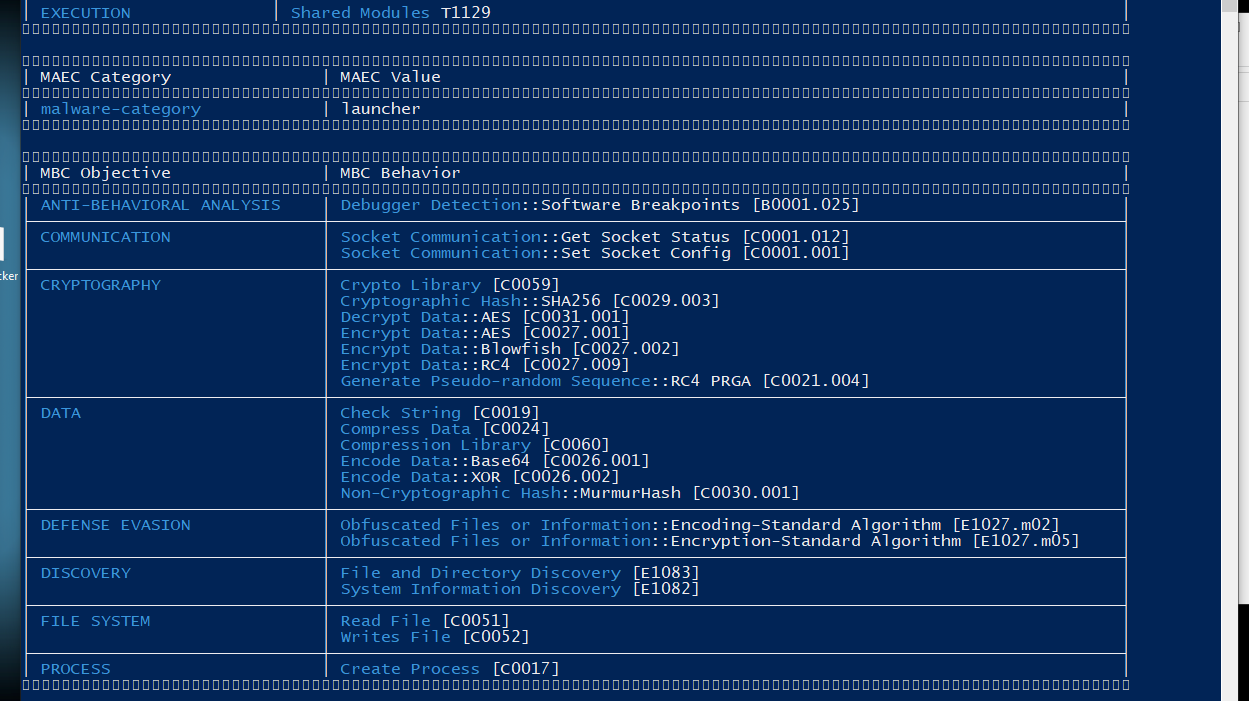 EXECUTION | Shared Modules T1129
MAEC Category | MAEC Value
malware-category | launcher
MBC Objective | MBC Behavior
ANTI-BEHAVIORAL ANALYSIS | Debugger Detection::Software Breakpoints [B0001.025]
COMMUNICATION | Socket Communication::Get Socket Status [C0001.012]
Socket Communication::Set Socket Config [C0001.001]
CRYPTOGRAPHY | Crypto Library [C0059]
Cryptographic Hash::SHA256 [C0029.003]
Decrypt Data::AES [C0031.001]
Encrypt Data::AES [C0027.001]
Encrypt Data::Blowfish [C0027.002]
Encrypt Data::RC4 [C0027.009]
Generate Pseudo-random Sequence::RC4 PRGA [C0021.004]
DATA | Check String [C0019]
Compress Data [C0024]
Compression Library [C0060]
Encode Data::Base64 [C0026.001]
Encode Data::XOR [C0026.002]
Non-Cryptographic Hash::MurmurHash [C0030.001]
DEFENSE EVASION | Obfuscated Files or Information::Encoding-Standard Algorithm [E1027.m02]
Obfuscated Files or Information::Encryption-Standard Algorithm [E1027.m05]
DISCOVERY | File and Directory Discovery [E1083]
System Information Discovery [E1082]
FILE SYSTEM | Read File [C0051]
Writes File [C0052]
PROCESS | Create Process [C0017]
cker